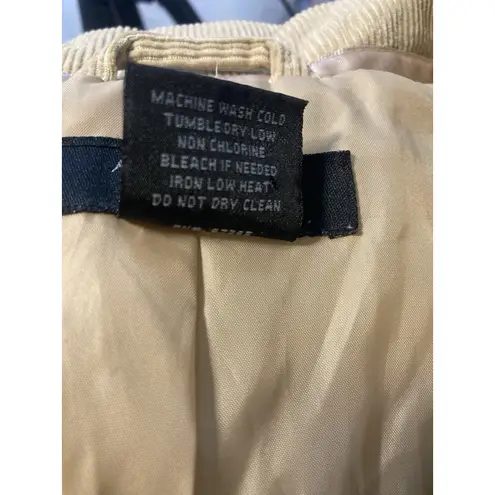 MACHINE WASH COLD
TUMBLE DRY LOW
NON CHLORINE
BLEACH IF NEEDED
IRON LOW HEAT
DO NOT DRY CLEAN